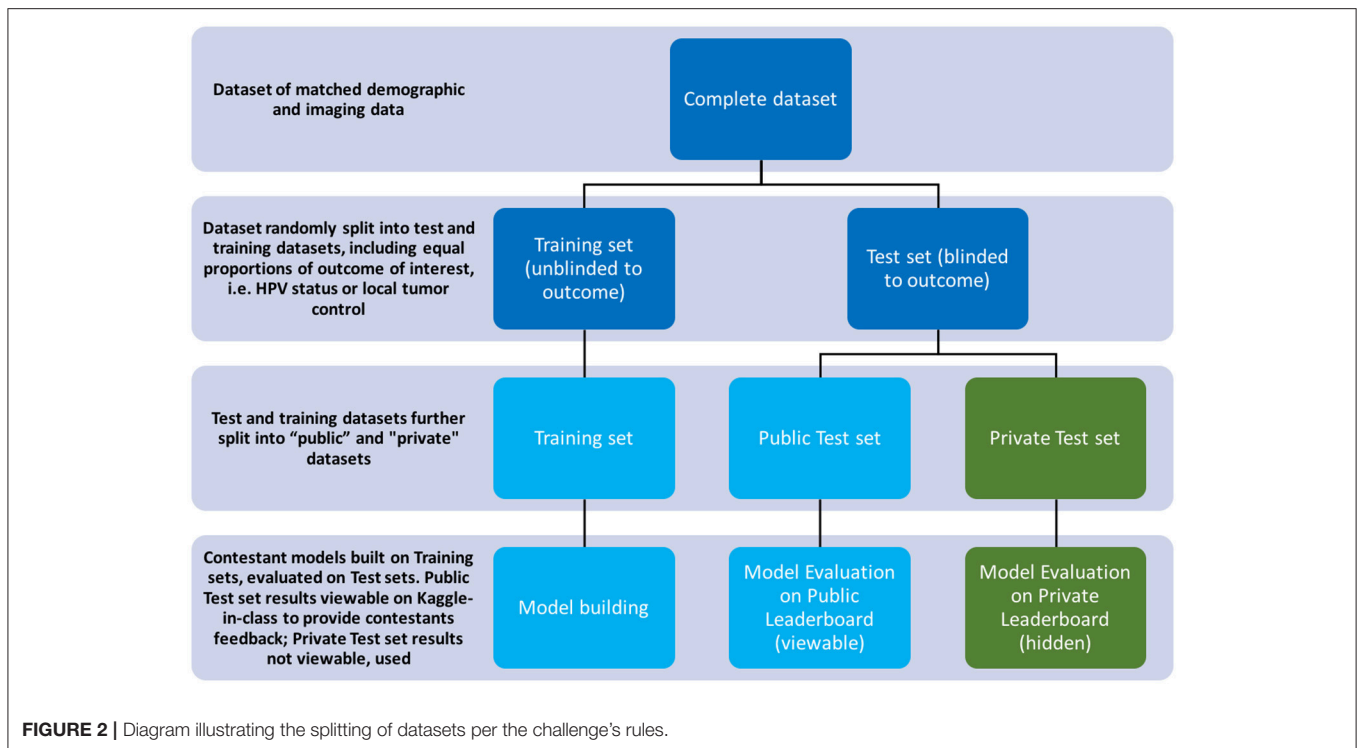 Dataset of matched demographic
and imaging data
Complete dataset
Dataset randomly split into test and
training datasets, including equal
proportions of outcome of interest,
i.e. HPV status or local tumor
control
Training set
(unblinded to
outcome)
Test set (blinded
to outcome)
Test and training datasets further
split into “public” and "private"
datasets
Training set
Public Test set
Private Test set
Contestant models built on Training
sets, evaluated on Test sets. Public
Test set results viewable on Kaggle-
in-class to provide contestants
feedback; Private Test set results
not viewable, used
Model building
Model Evaluation
on Public
Leaderboard
(viewable)
Model Evaluation
on Private
Leaderboard
(hidden)
FIGURE 2 | Diagram illustrating the splitting of datasets per the challenge’s rules.